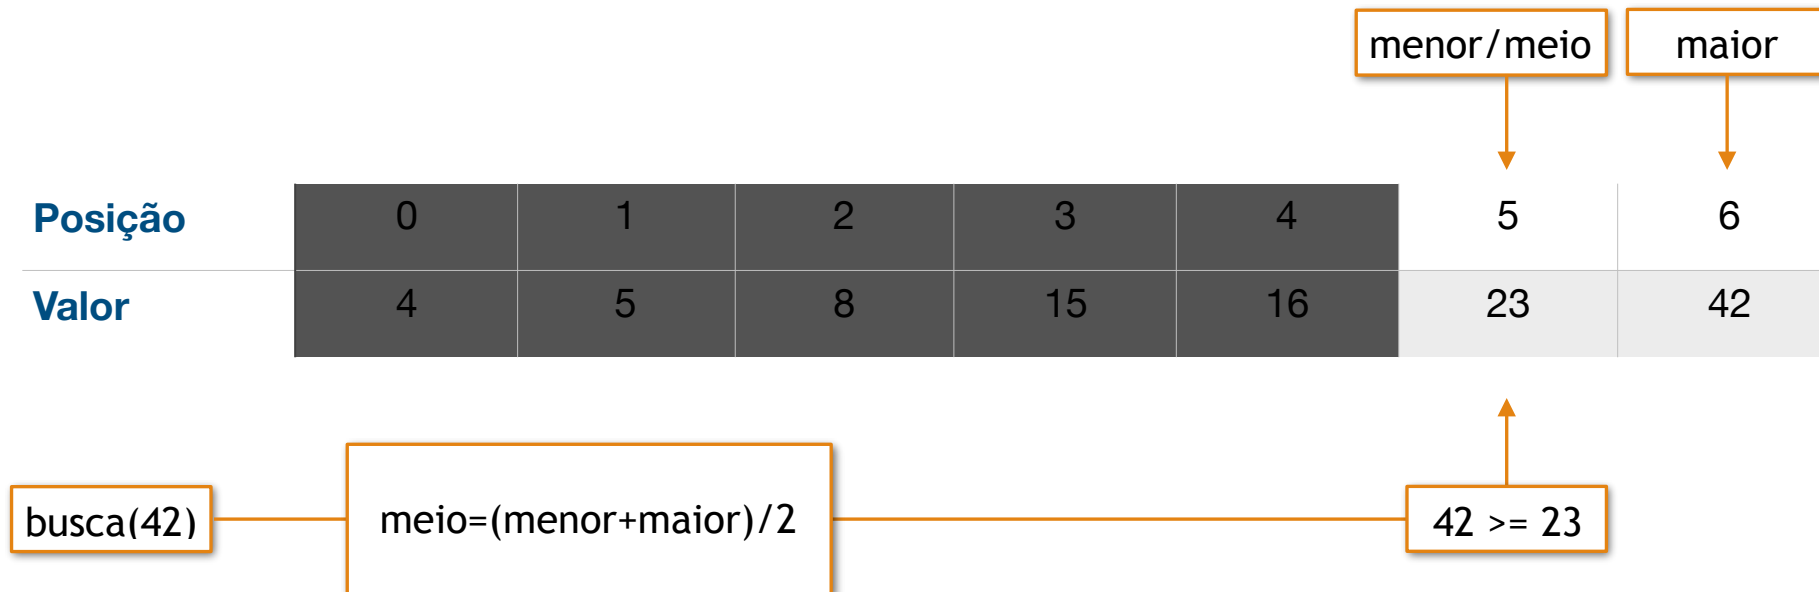 menor/meio maior
Posição 0 1 2 3 4 5 6
Valor 4 5 8 15 16 23 42
busca(42) meio=(menor+maior)/2 42 >= 23